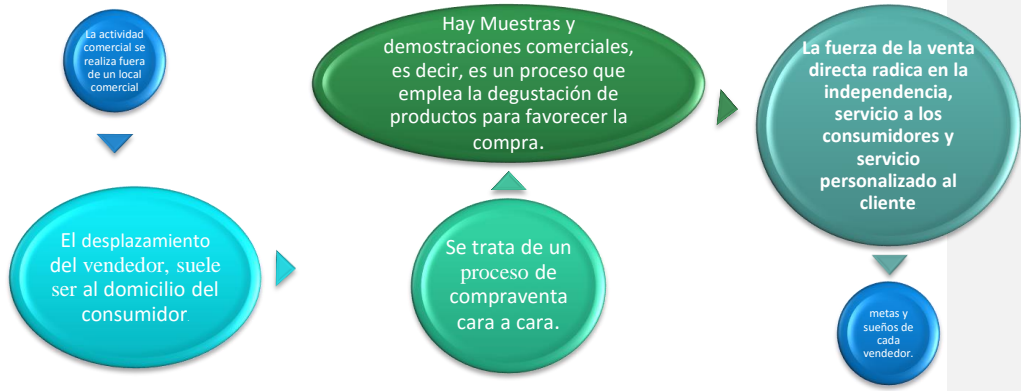 La actividad
comercial se
realiza fuera
de un local
comercial
El desplazamiento
del vendedor, suele
ser al domicilio del
consumidor.
Se trata de un
proceso de
compraventa
cara a cara.
Hay Muestras y
demostraciones comerciales,
es decir, es un proceso que
emplea la degustación de
productos para favorecer la
compra.
La fuerza de la venta
directa radica en la
independencia,
servicio a los
consumidores y
servicio
personalizado al
cliente
metas y
sueños de
cada
vendedor.